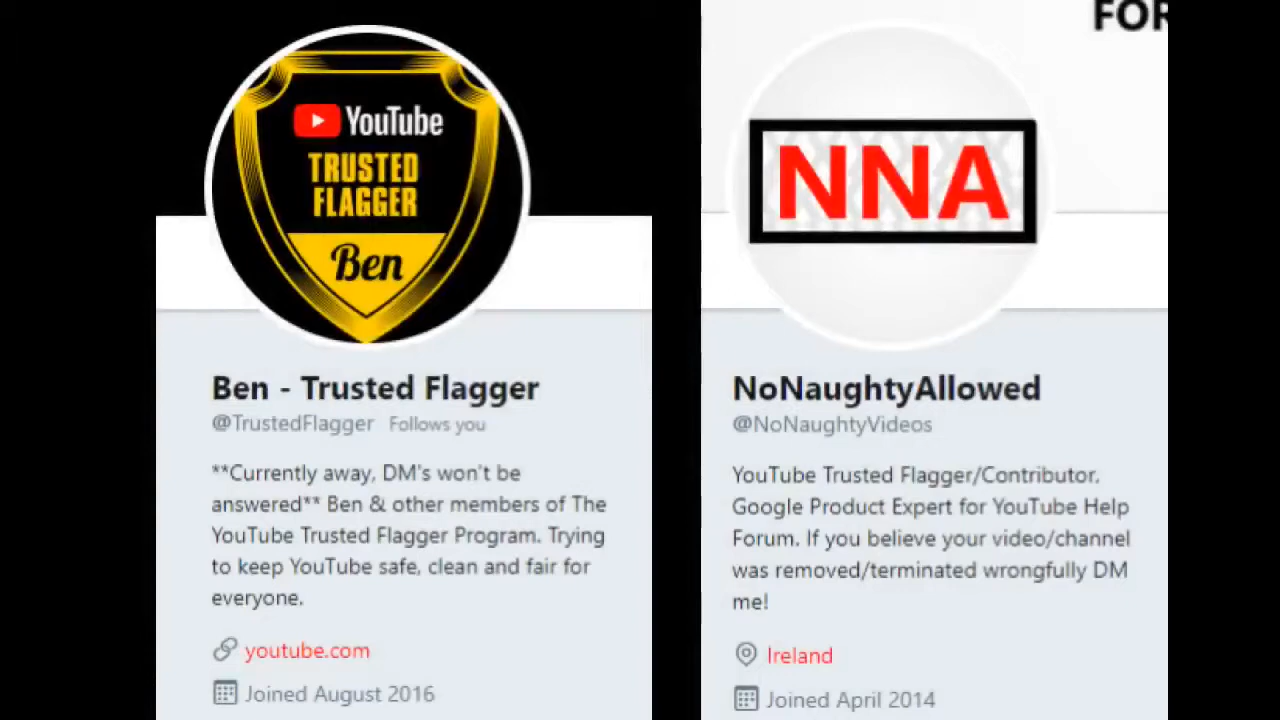 YouTube
TRUSTED
FLAGGER
Ben
Ben - Trusted Flagger
@TrustedFlagger Follows you
**Currently away, DM's won't be
answered** Ben & other members of The
YouTube Trusted Flagger Program. Trying
to keep YouTube safe, clean and fair for
everyone.
youtube.com
Joined August 2016
FOR
NNA
NoNaughtyAllowed
@NoNaughtyVideos
YouTube Trusted Flagger/Contributor.
Google Product Expert for YouTube Help
Forum. If you believe your video/channel
was removed/terminated wrongfully DM
me!
Ireland
Joined April 2014